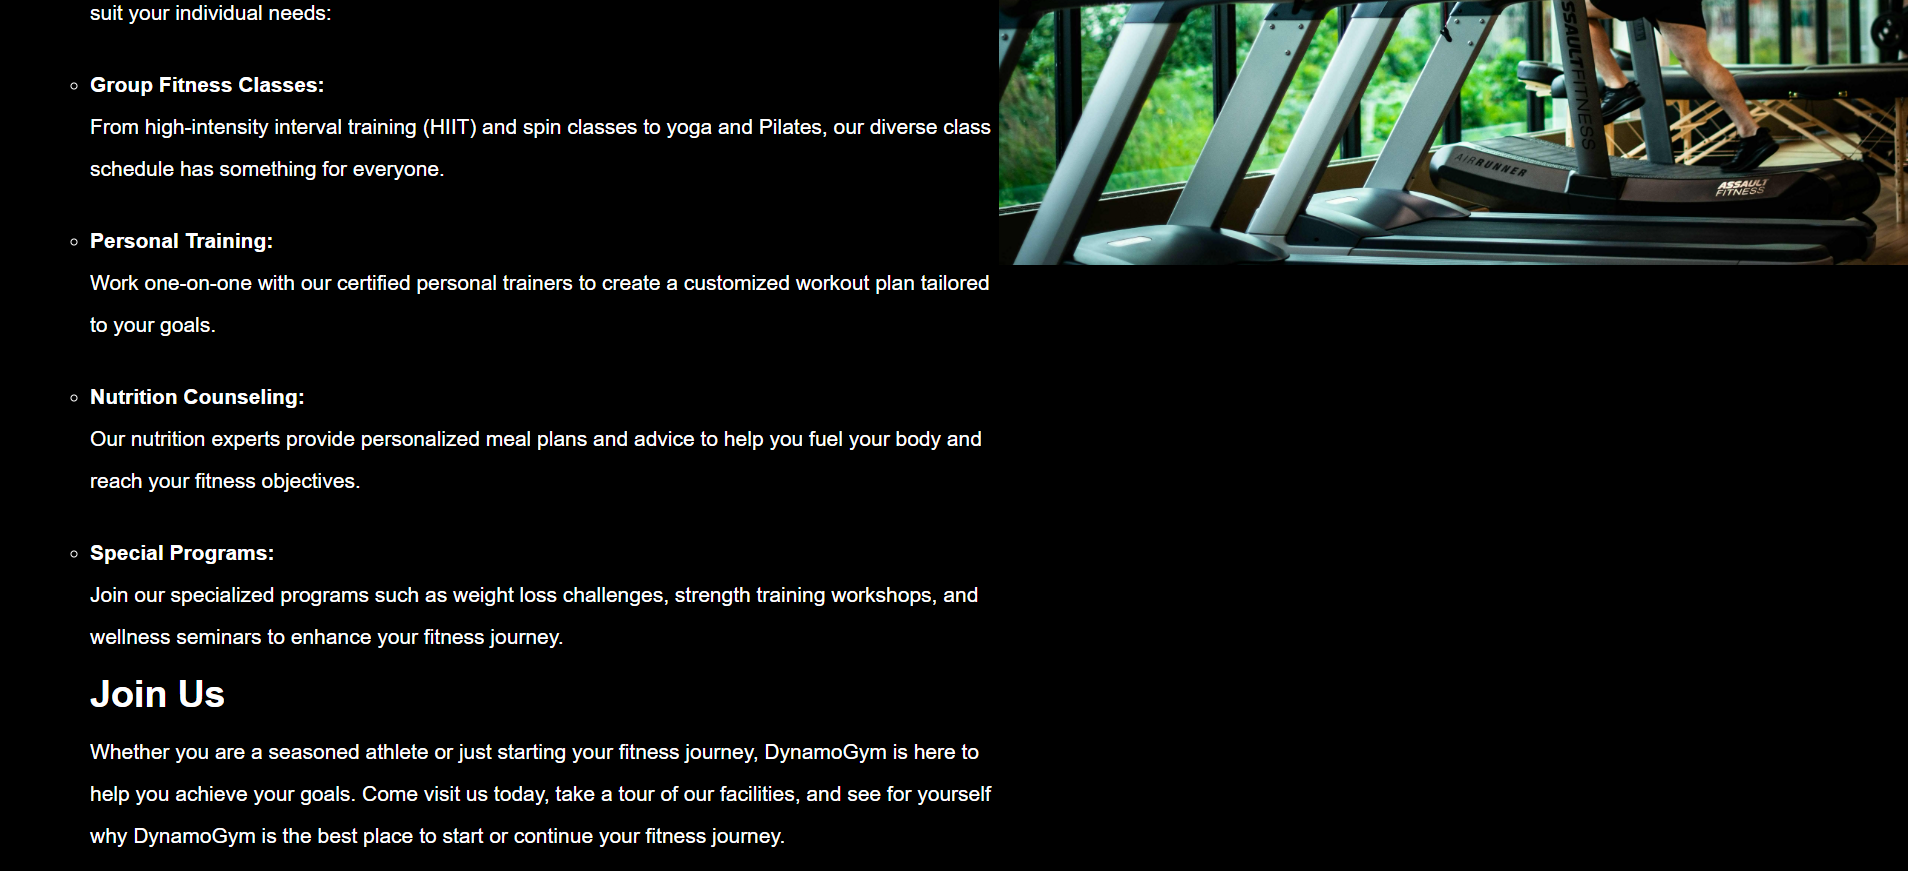 suit your individual needs:
Group Fitness Classes:
From high-intensity interval training (HIIT) and spin classes to yoga and Pilates, our diverse class
schedule has something for everyone.
Personal Training:
Work one-on-one with our certified personal trainers to create a customized workout plan tailored
to your goals.
Nutrition Counseling:
Our nutrition experts provide personalized meal plans and advice to help you fuel your body and
reach your fitness objectives.
Special Programs:
Join our specialized programs such as weight loss challenges, strength training workshops, and
wellness seminars to enhance your fitness journey.
Join Us
Whether you are a seasoned athlete or just starting your fitness journey, DynamoGym is here to
help you achieve your goals. Come visit us today, take a tour of our facilities, and see for yourself
why DynamoGym is the best place to start or continue your fitness journey.
SSAULTFITNESS
AIRRUNNER
ASSAULT
FITNESS